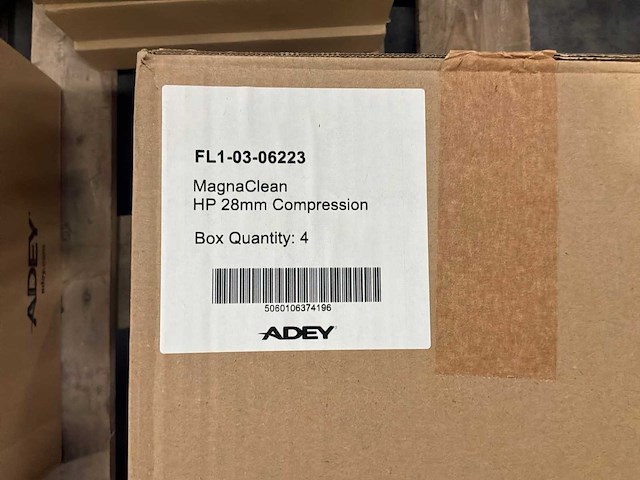 FL1-03-06223
MagnaClean
HP 28mm Compression
Box Quantity: 4
5060106374196
ADEY
ADEY